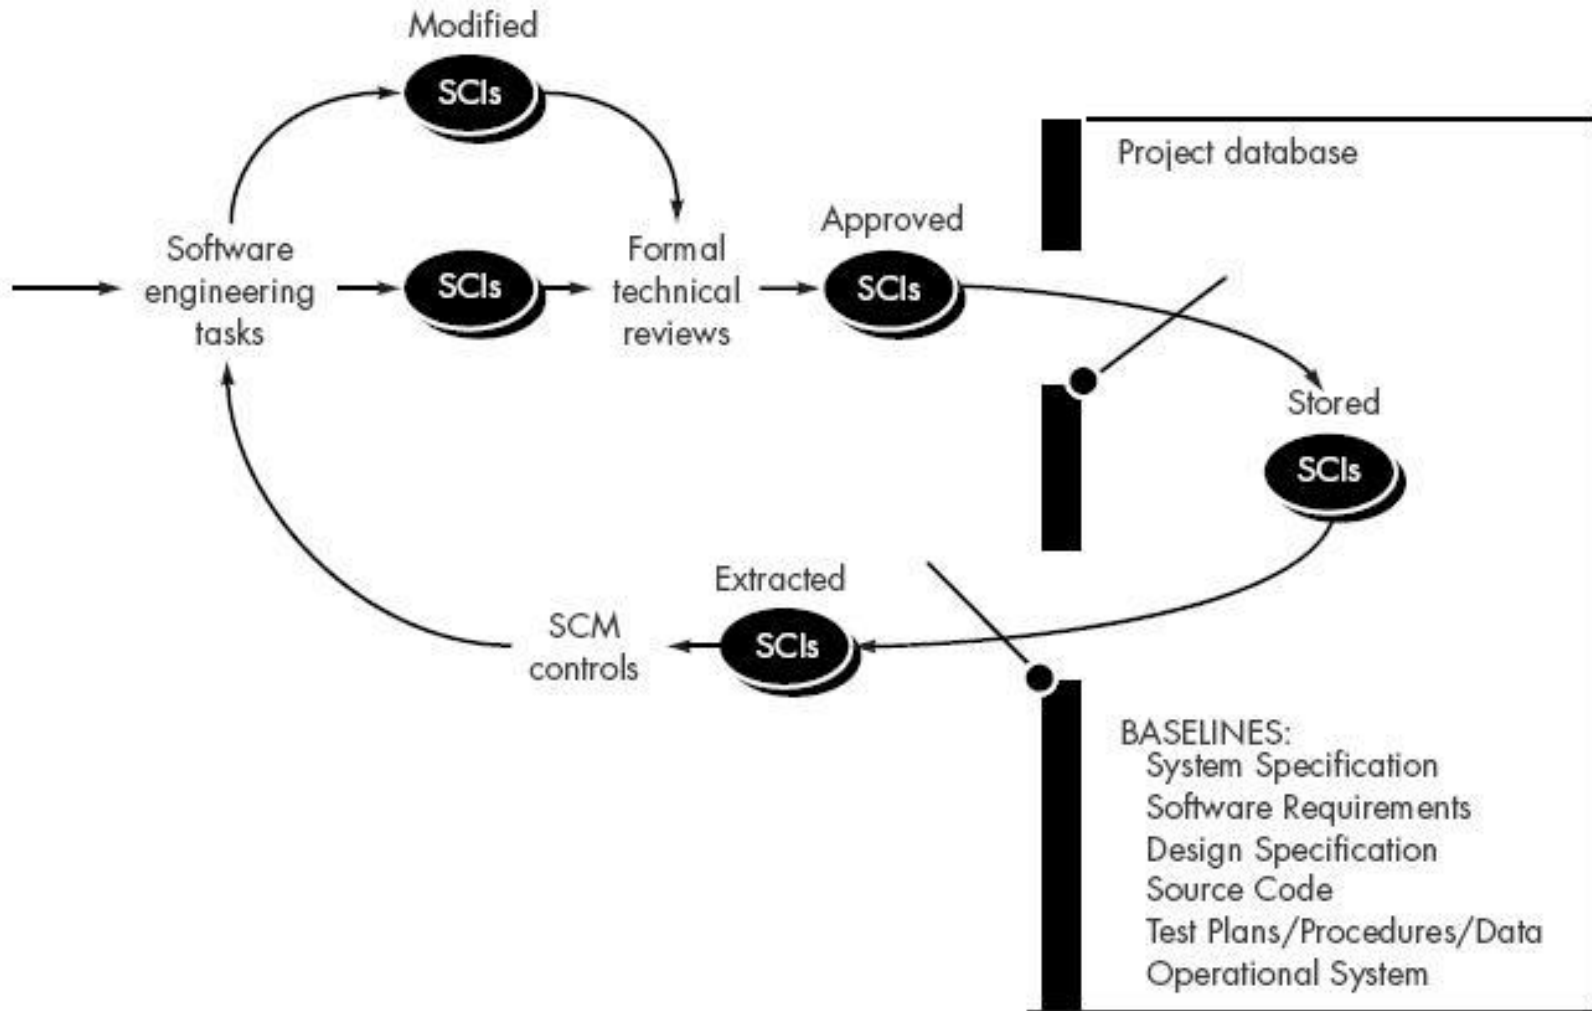 Modified
SCIs
Project database
Approved
Software
engineering
tasks
SCIs
Formal
technical
reviews
SCIs
Stored
SCIs
Extracted
SCIs
SCM
controls
BASELINES:
System Specification
Software Requirements
Design Specification
Source Code
Test Plans/Procedures/Data
Operational System